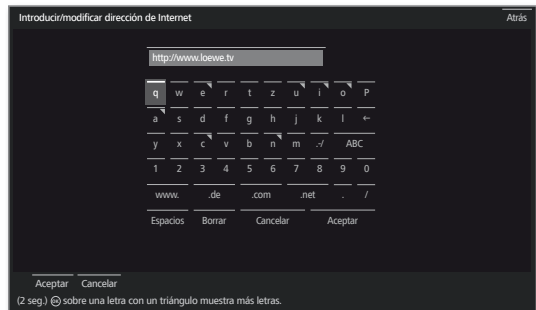 Introducir/modificar dirección de Internet Atrás
http://www.loewe.tv
q w e r t z u i o P
a s d f g h j k l ←
y x c v b n m .-/ ABC
1 2 3 4 5 6 7 8 9 0
www. .de .com .net . /
Espacios Borrar Cancelar Aceptar
Aceptar Cancelar
(2 seg.) OK sobre una letra con un triángulo muestra más letras.